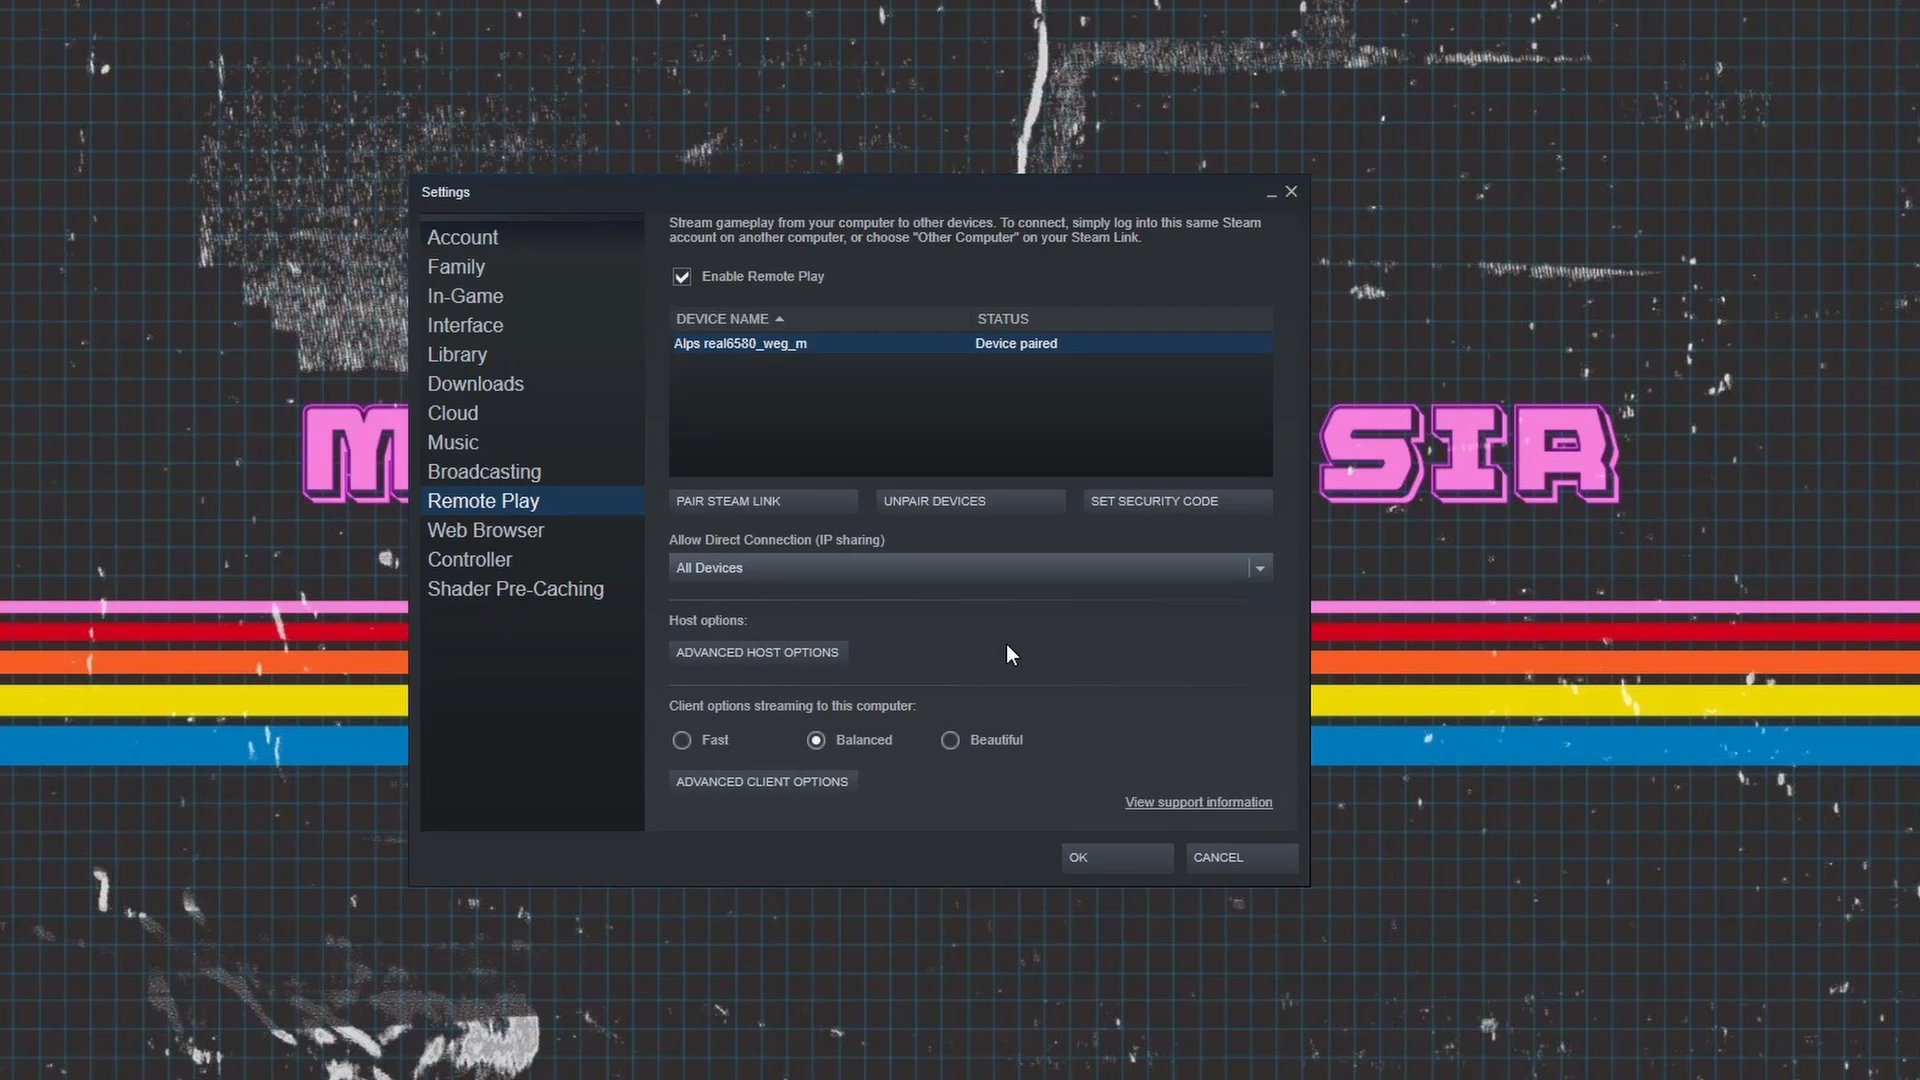 Settings
Account
Family
In-Game
Interface
Library
Downloads
Cloud
Music
Broadcasting
Remote Play
Web Browser
Controller
Shader Pre-Caching
Stream gameplay from your computer to other devices. To connect, simply log into this same Steam
account on another computer, or choose "Other Computer" on your Steam Link.
Enable Remote Play
DEVICE NAME STATUS
Alps real6580_weg_m Device paired
PAIR STEAM LINK UNPAIR DEVICES SET SECURITY CODE
Allow Direct Connection (IP sharing)
All Devices
Host options:
ADVANCED HOST OPTIONS
Client options streaming to this computer:
Fast Balanced Beautiful
ADVANCED CLIENT OPTIONS
View support information
OK CANCEL
M SIR